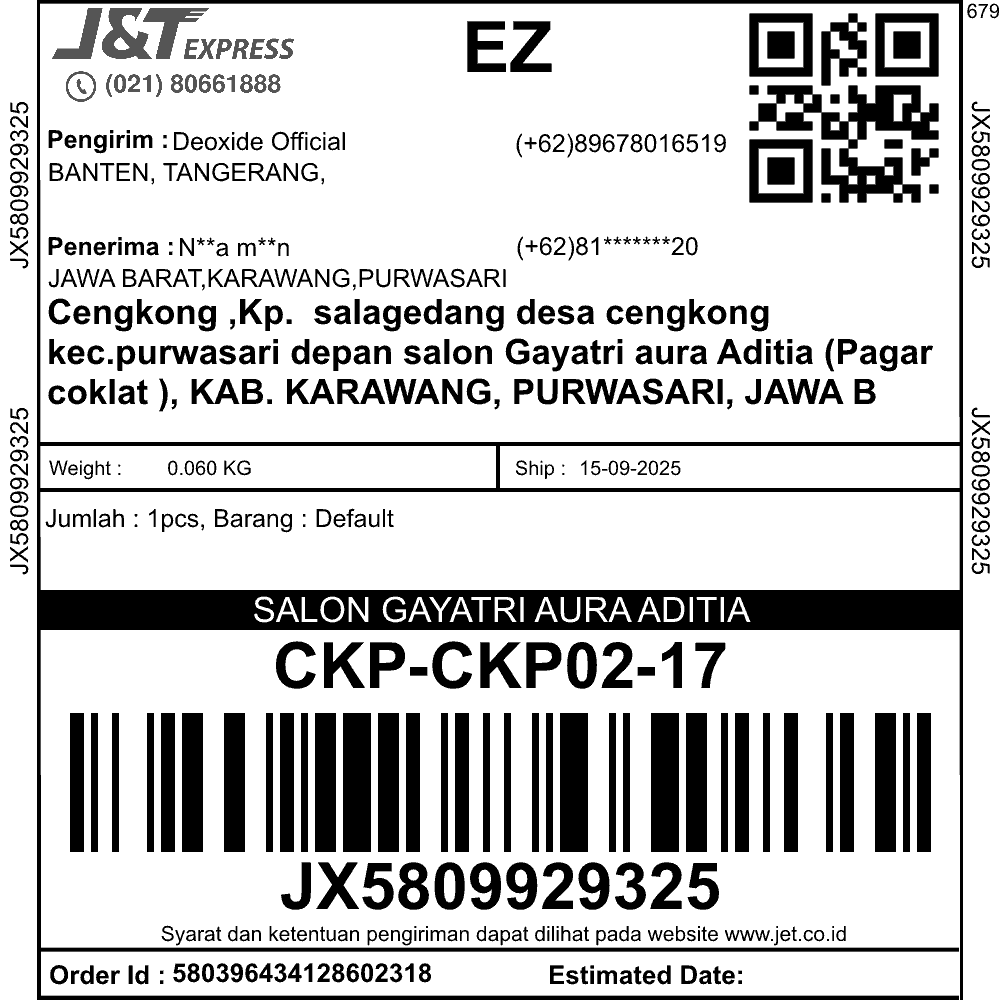 679
J&T EXPRESS
(021) 80661888
EZ
Pengirim : Deoxide Official (+62)89678016519
BANTEN, TANGERANG,
Penerima : N**a m**n (+62)81*******20
JAWA BARAT,KARAWANG,PURWASARI
Cengkong ,Kp.  salagedang desa cengkong
kec.purwasari depan salon Gayatri aura Aditia (Pagar
coklat ), KAB. KARAWANG, PURWASARI, JAWA B
JX5809929325
JX5809929325
JX5809929325
JX5809929325
Weight : 0.060 KG
Ship : 15-09-2025
Jumlah : 1pcs, Barang : Default
SALON GAYATRI AURA ADITIA
CKP-CKP02-17
JX5809929325
Syarat dan ketentuan pengiriman dapat dilihat pada website www.jet.co.id
Order Id : 580396434128602318
Estimated Date: